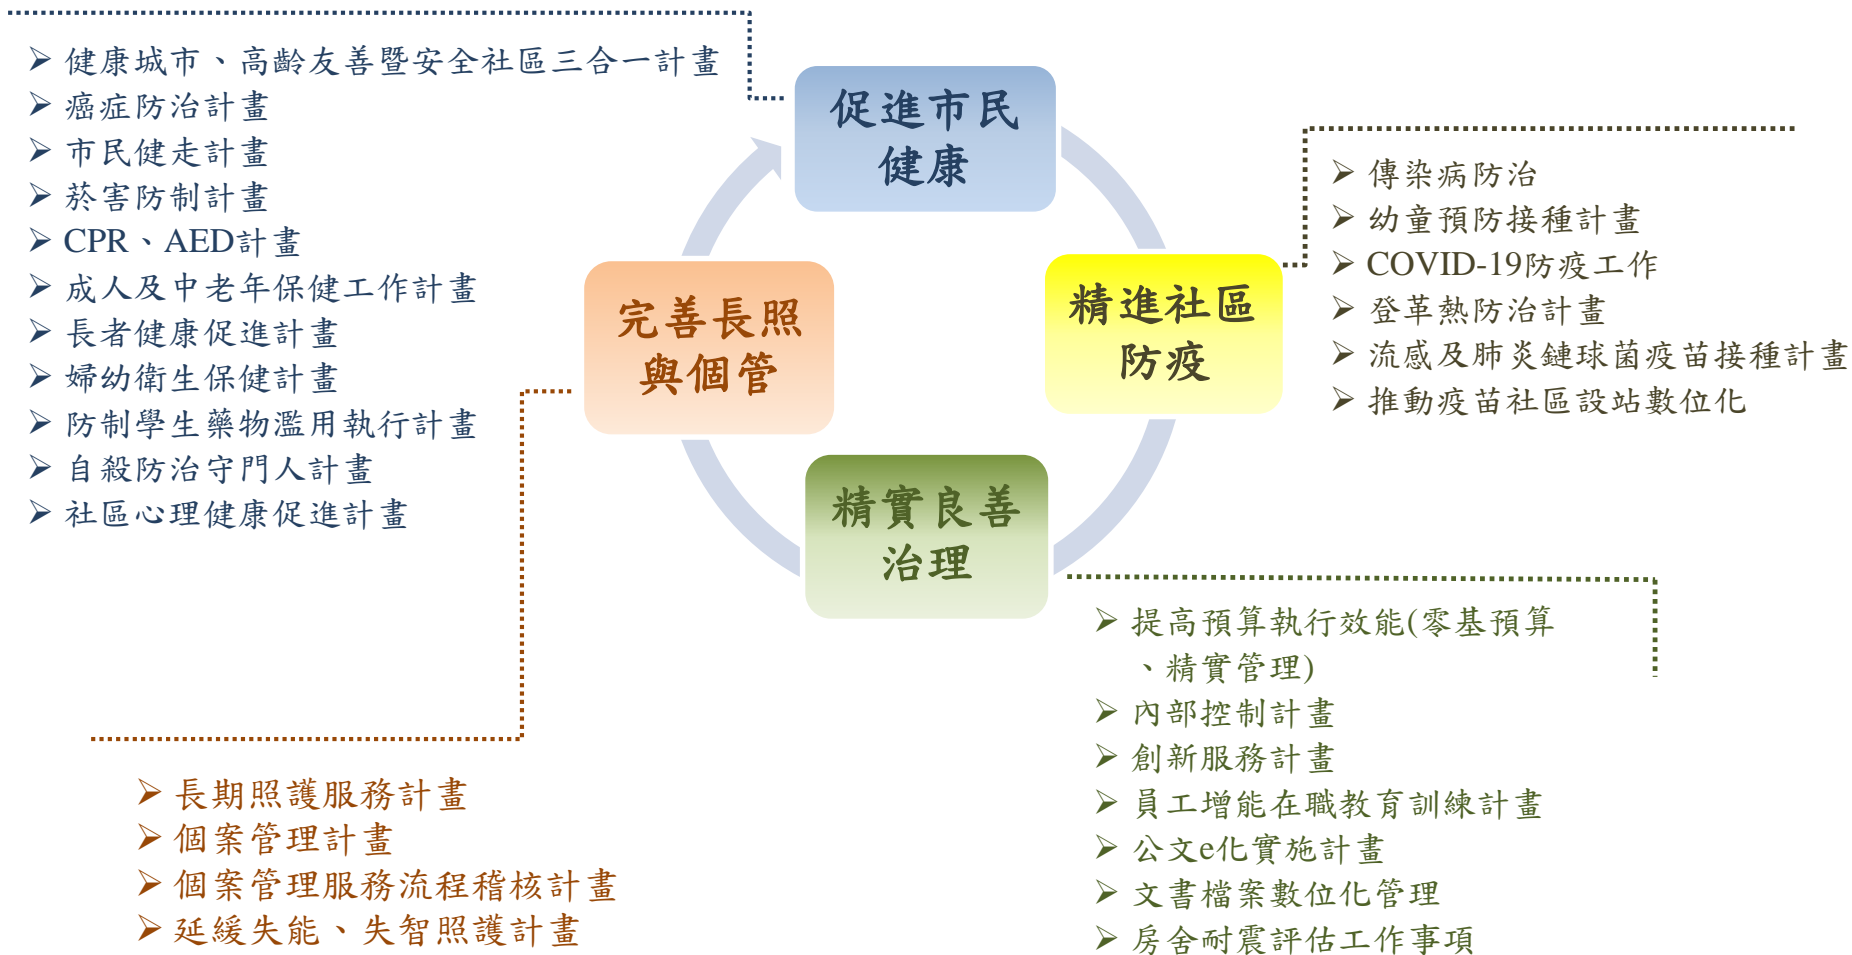 ➢ 健康城市、高齡友善暨安全社區三合一計畫
➢ 癌症防治計畫
➢ 市民健走計畫
➢ 菸害防制計畫
➢ CPR、AED計畫
➢ 成人及中老年保健工作計畫
➢ 長者健康促進計畫
➢ 婦幼衛生保健計畫
➢ 防制學生藥物濫用執行計畫
➢ 自殺防治守門人計畫
➢ 社區心理健康促進計畫
促進市民
健康
➢ 傳染病防治
➢ 幼童預防接種計畫
➢ COVID-19防疫工作
➢ 登革熱防治計畫
➢ 流感及肺炎鏈球菌疫苗接種計畫
➢ 推動疫苗社區設站數位化
精進社區
防疫
完善長照
與個管
精實良善
治理
➢ 提高預算執行效能(零基預算
、精實管理)
➢ 內部控制計畫
➢ 創新服務計畫
➢ 員工增能在職教育訓練計畫
➢ 公文e化實施計畫
➢ 文書檔案數位化管理
➢ 房舍耐震評估工作事項
➢ 長期照護服務計畫
➢ 個案管理計畫
➢ 個案管理服務流程稽核計畫
➢ 延緩失能、失智照護計畫